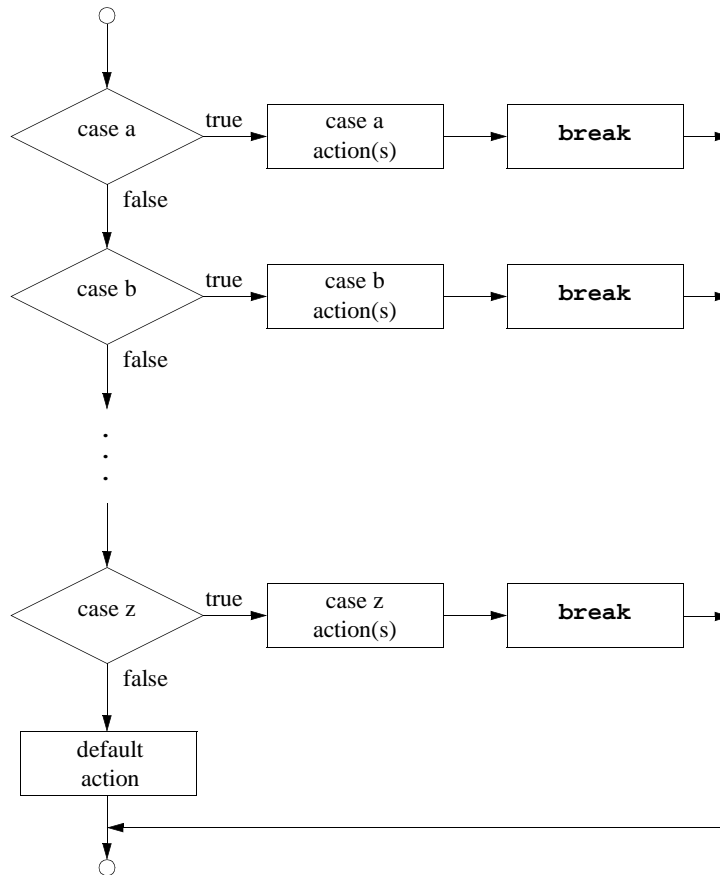 case a
true
case a
action(s)
break
false
case b
true
case b
action(s)
break
false
case z
true
case z
action(s)
break
false
default
action